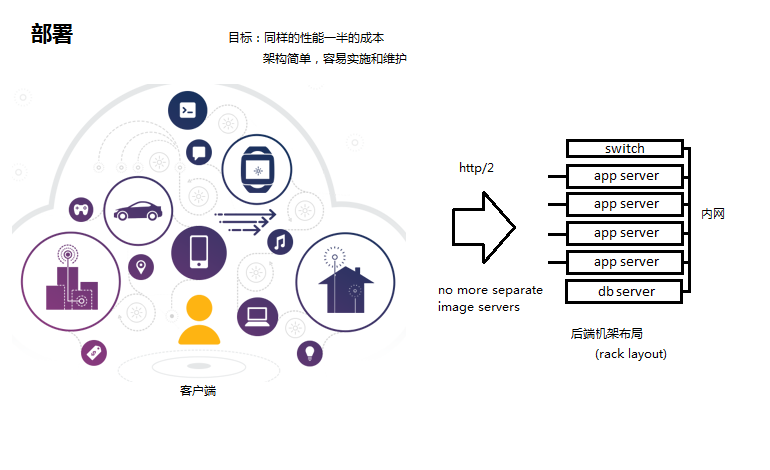 部署
目标：同样的性能一半的成本
架构简单，容易实施和维护
http/2
no more separate
image servers
switch
app server
app server
app server
app server
db server
内网
后端机架布局
(rack layout)
客户端